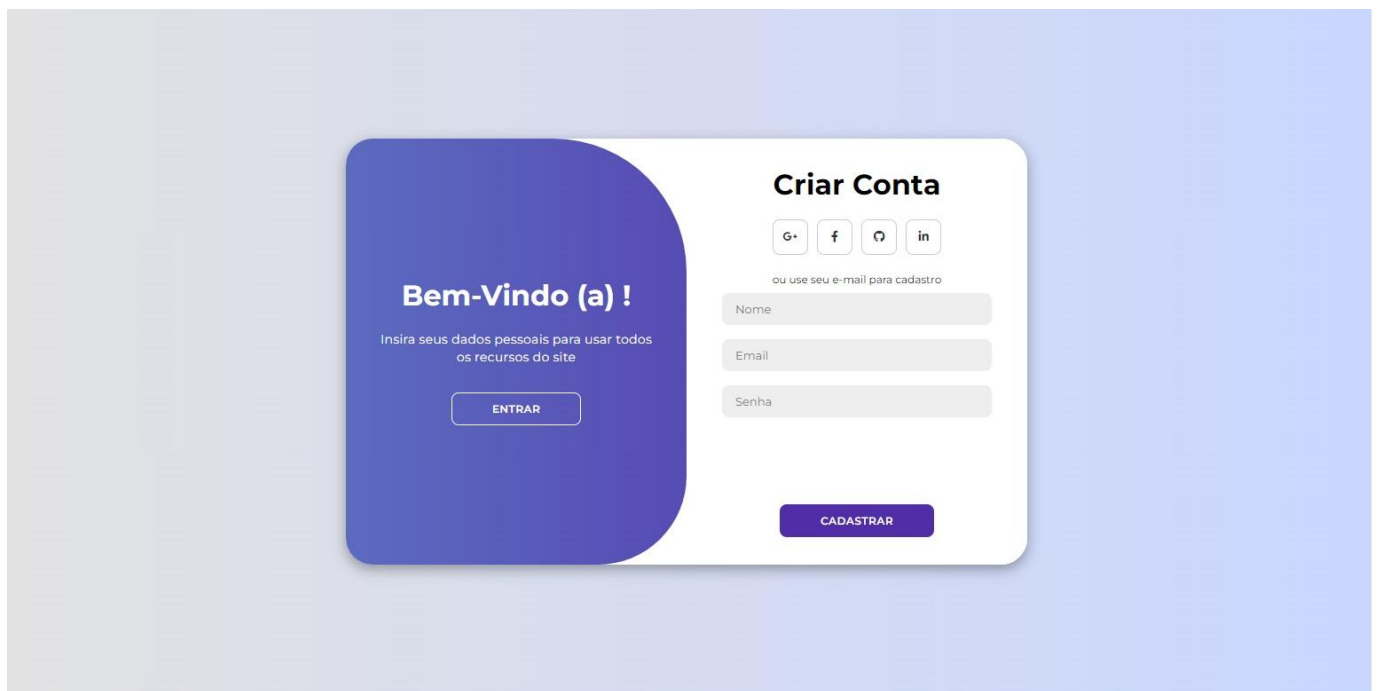 Bem-Vindo (a) !
Insira seus dados pessoais para usar todos
os recursos do site
ENTRAR
Criar Conta
G+
f
in
ou use seu e-mail para cadastro
Nome
Email
Senha
CADASTRAR